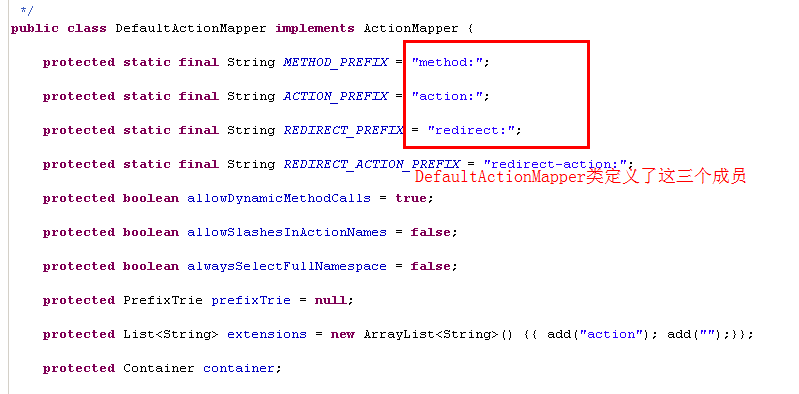 */
public class DefaultActionMapper implements ActionMapper {
protected static final String METHOD_PREFIX = "method:";
protected static final String ACTION_PREFIX = "action:";
protected static final String REDIRECT_PREFIX = "redirect:";
protected static final String REDIRECT_ACTION_PREFIX = "redirect-action:";
DefaultActionMapper类定义了这三个成员
protected boolean allowDynamicMethodCalls = true;
protected boolean allowSlashesInActionNames = false;
protected boolean alwaysSelectFullNamespace = false;
protected PrefixTrie prefixTrie = null;
protected List<String> extensions = new ArrayList<String>() {{ add("action"); add("");}};
protected Container container;